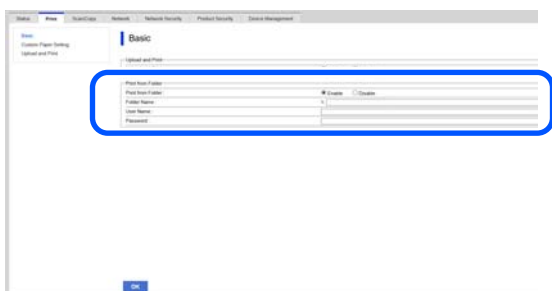 Status Print Scan/Copy Network Network Security Product Security Device Management
Basic
Custom Paper Setting
Upload and Print
Basic
Upload and Print
Print from Folder
Print from Folder : Enable Disable
Folder Name :
User Name :
Password :
OK